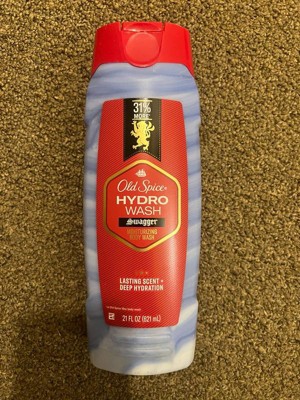 31%
MORE*
Old Spice
HYDRO
WASH
Swagger
MOISTURIZING
BODY WASH
LASTING SCENT +
DEEP HYDRATION
21 FL OZ (621 mL)